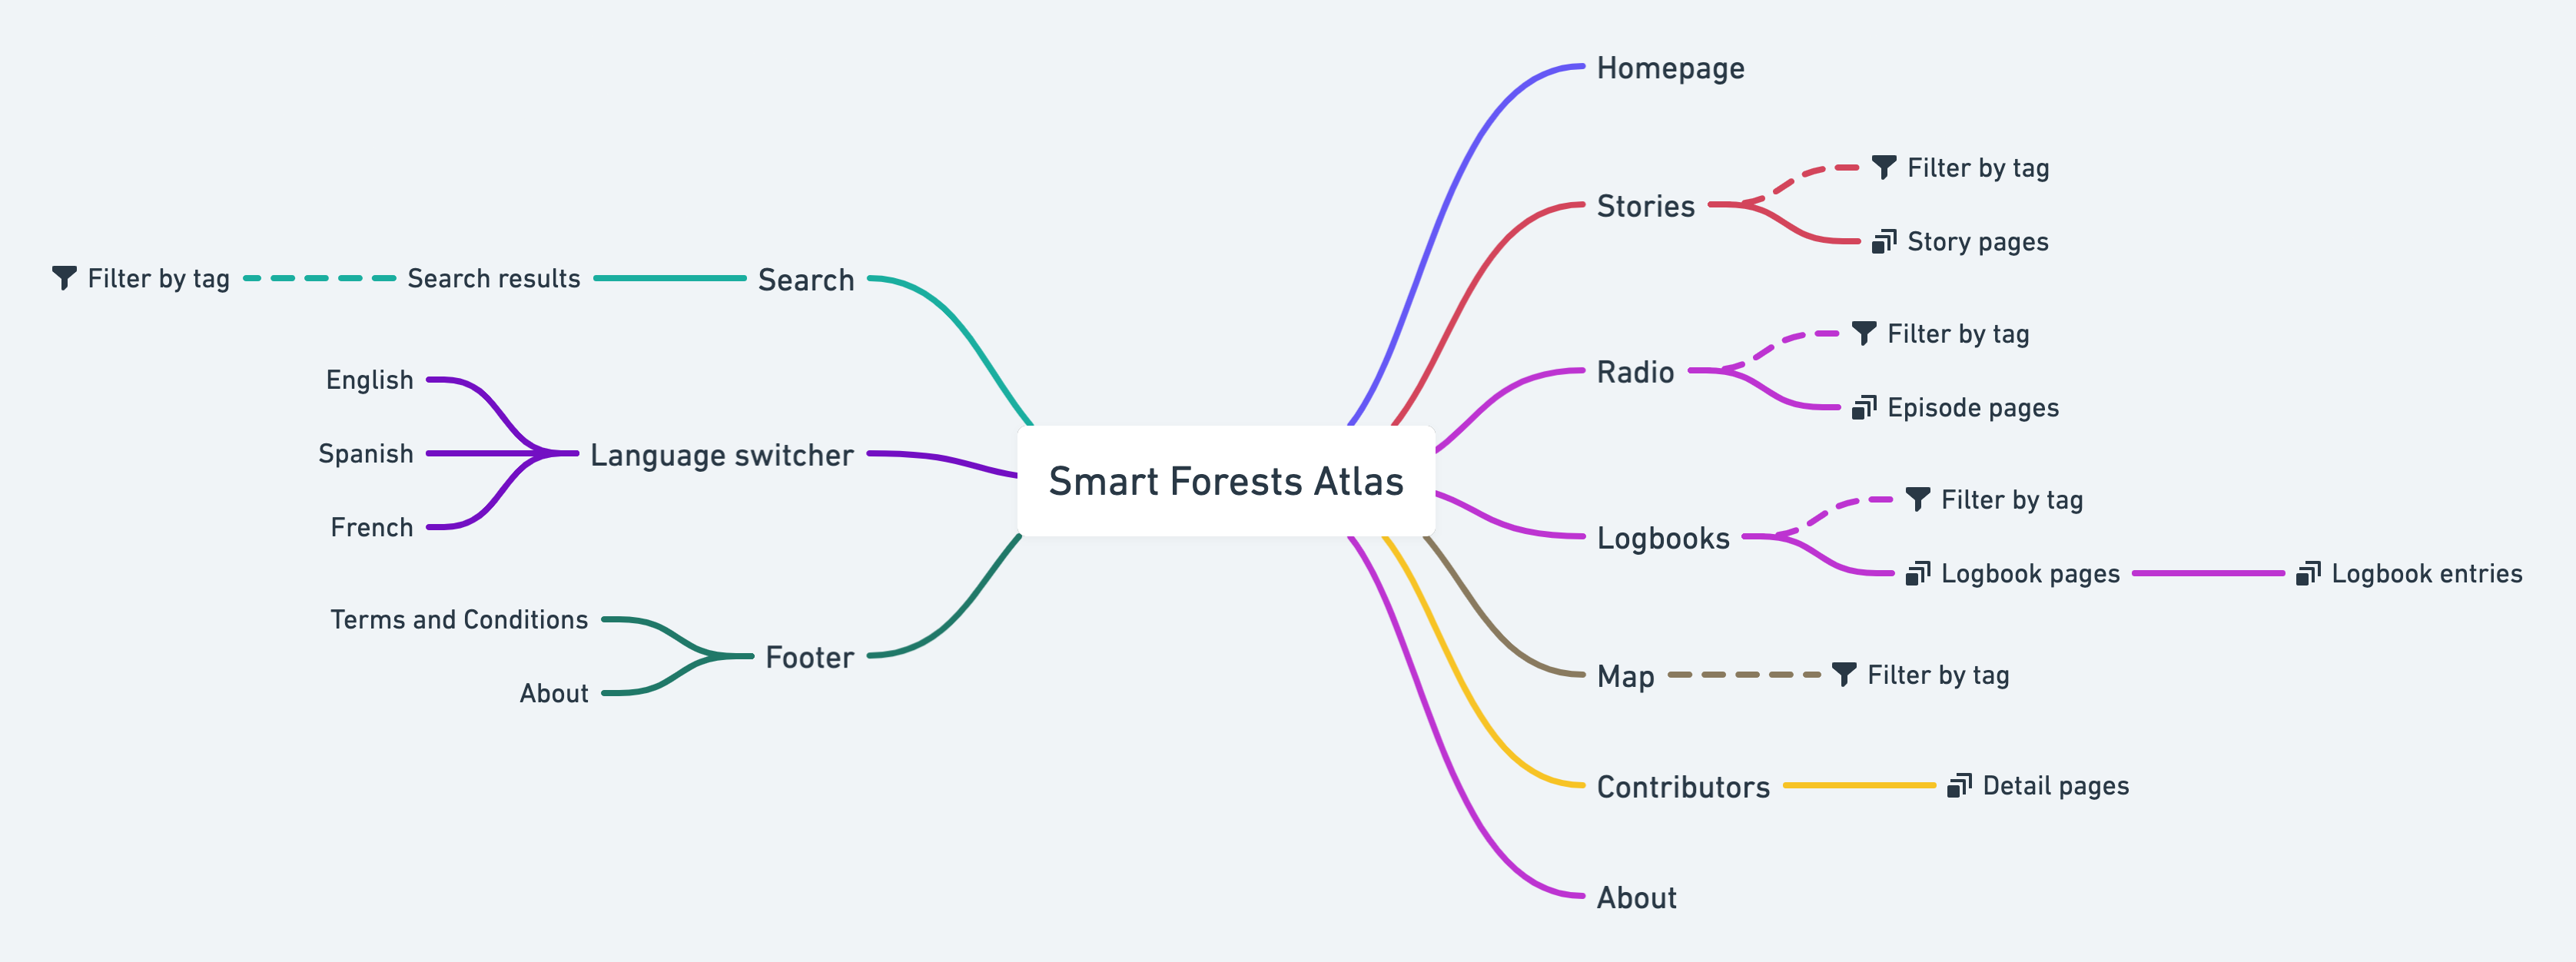 Smart Forests Atlas
Homepage
Stories
Filter by tag
Story pages
Radio
Filter by tag
Episode pages
Logbooks
Filter by tag
Logbook pages
Logbook entries
Map
Filter by tag
Contributors
Detail pages
About
Search
Search results
Filter by tag
Language switcher
English
Spanish
French
Footer
Terms and Conditions
About